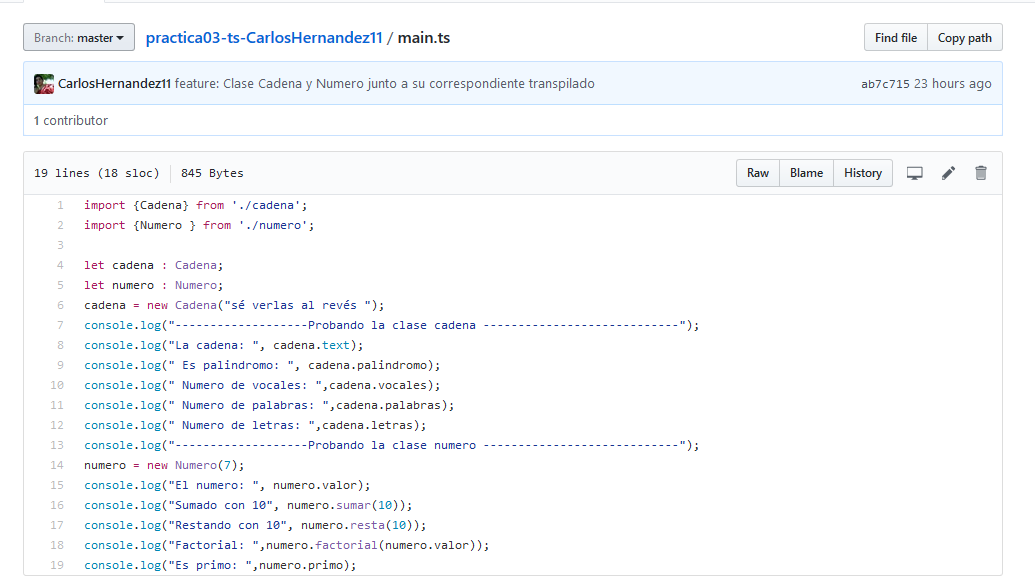 Branch: master
practica03-ts-CarlosHernandez11 / main.ts
Find file
Copy path
CarlosHernandez11 feature: Clase Cadena y Numero junto a su correspondiente transpilado
ab7c715 23 hours ago
1 contributor
19 lines (18 sloc) 845 Bytes
Raw
Blame
History
1 import {Cadena} from './cadena';
2 import {Numero } from './numero';
3
4 let cadena : Cadena;
5 let numero : Numero;
6 cadena = new Cadena("sé verlas al revés ");
7 console.log("-------------------Probando la clase cadena ----------------------------");
8 console.log("La cadena: ", cadena.text);
9 console.log(" Es palindromo: ", cadena.palindromo);
10 console.log(" Numero de vocales: ",cadena.vocales);
11 console.log(" Numero de palabras: ",cadena.palabras);
12 console.log(" Numero de letras: ",cadena.letras);
13 console.log("-------------------Probando la clase numero ----------------------------");
14 numero = new Numero(7);
15 console.log("El numero: ", numero.valor);
16 console.log("Sumado con 10", numero.sumar(10));
17 console.log("Restando con 10", numero.resta(10));
18 console.log("Factorial: ",numero.factorial(numero.valor));
19 console.log("Es primo: ",numero.primo);